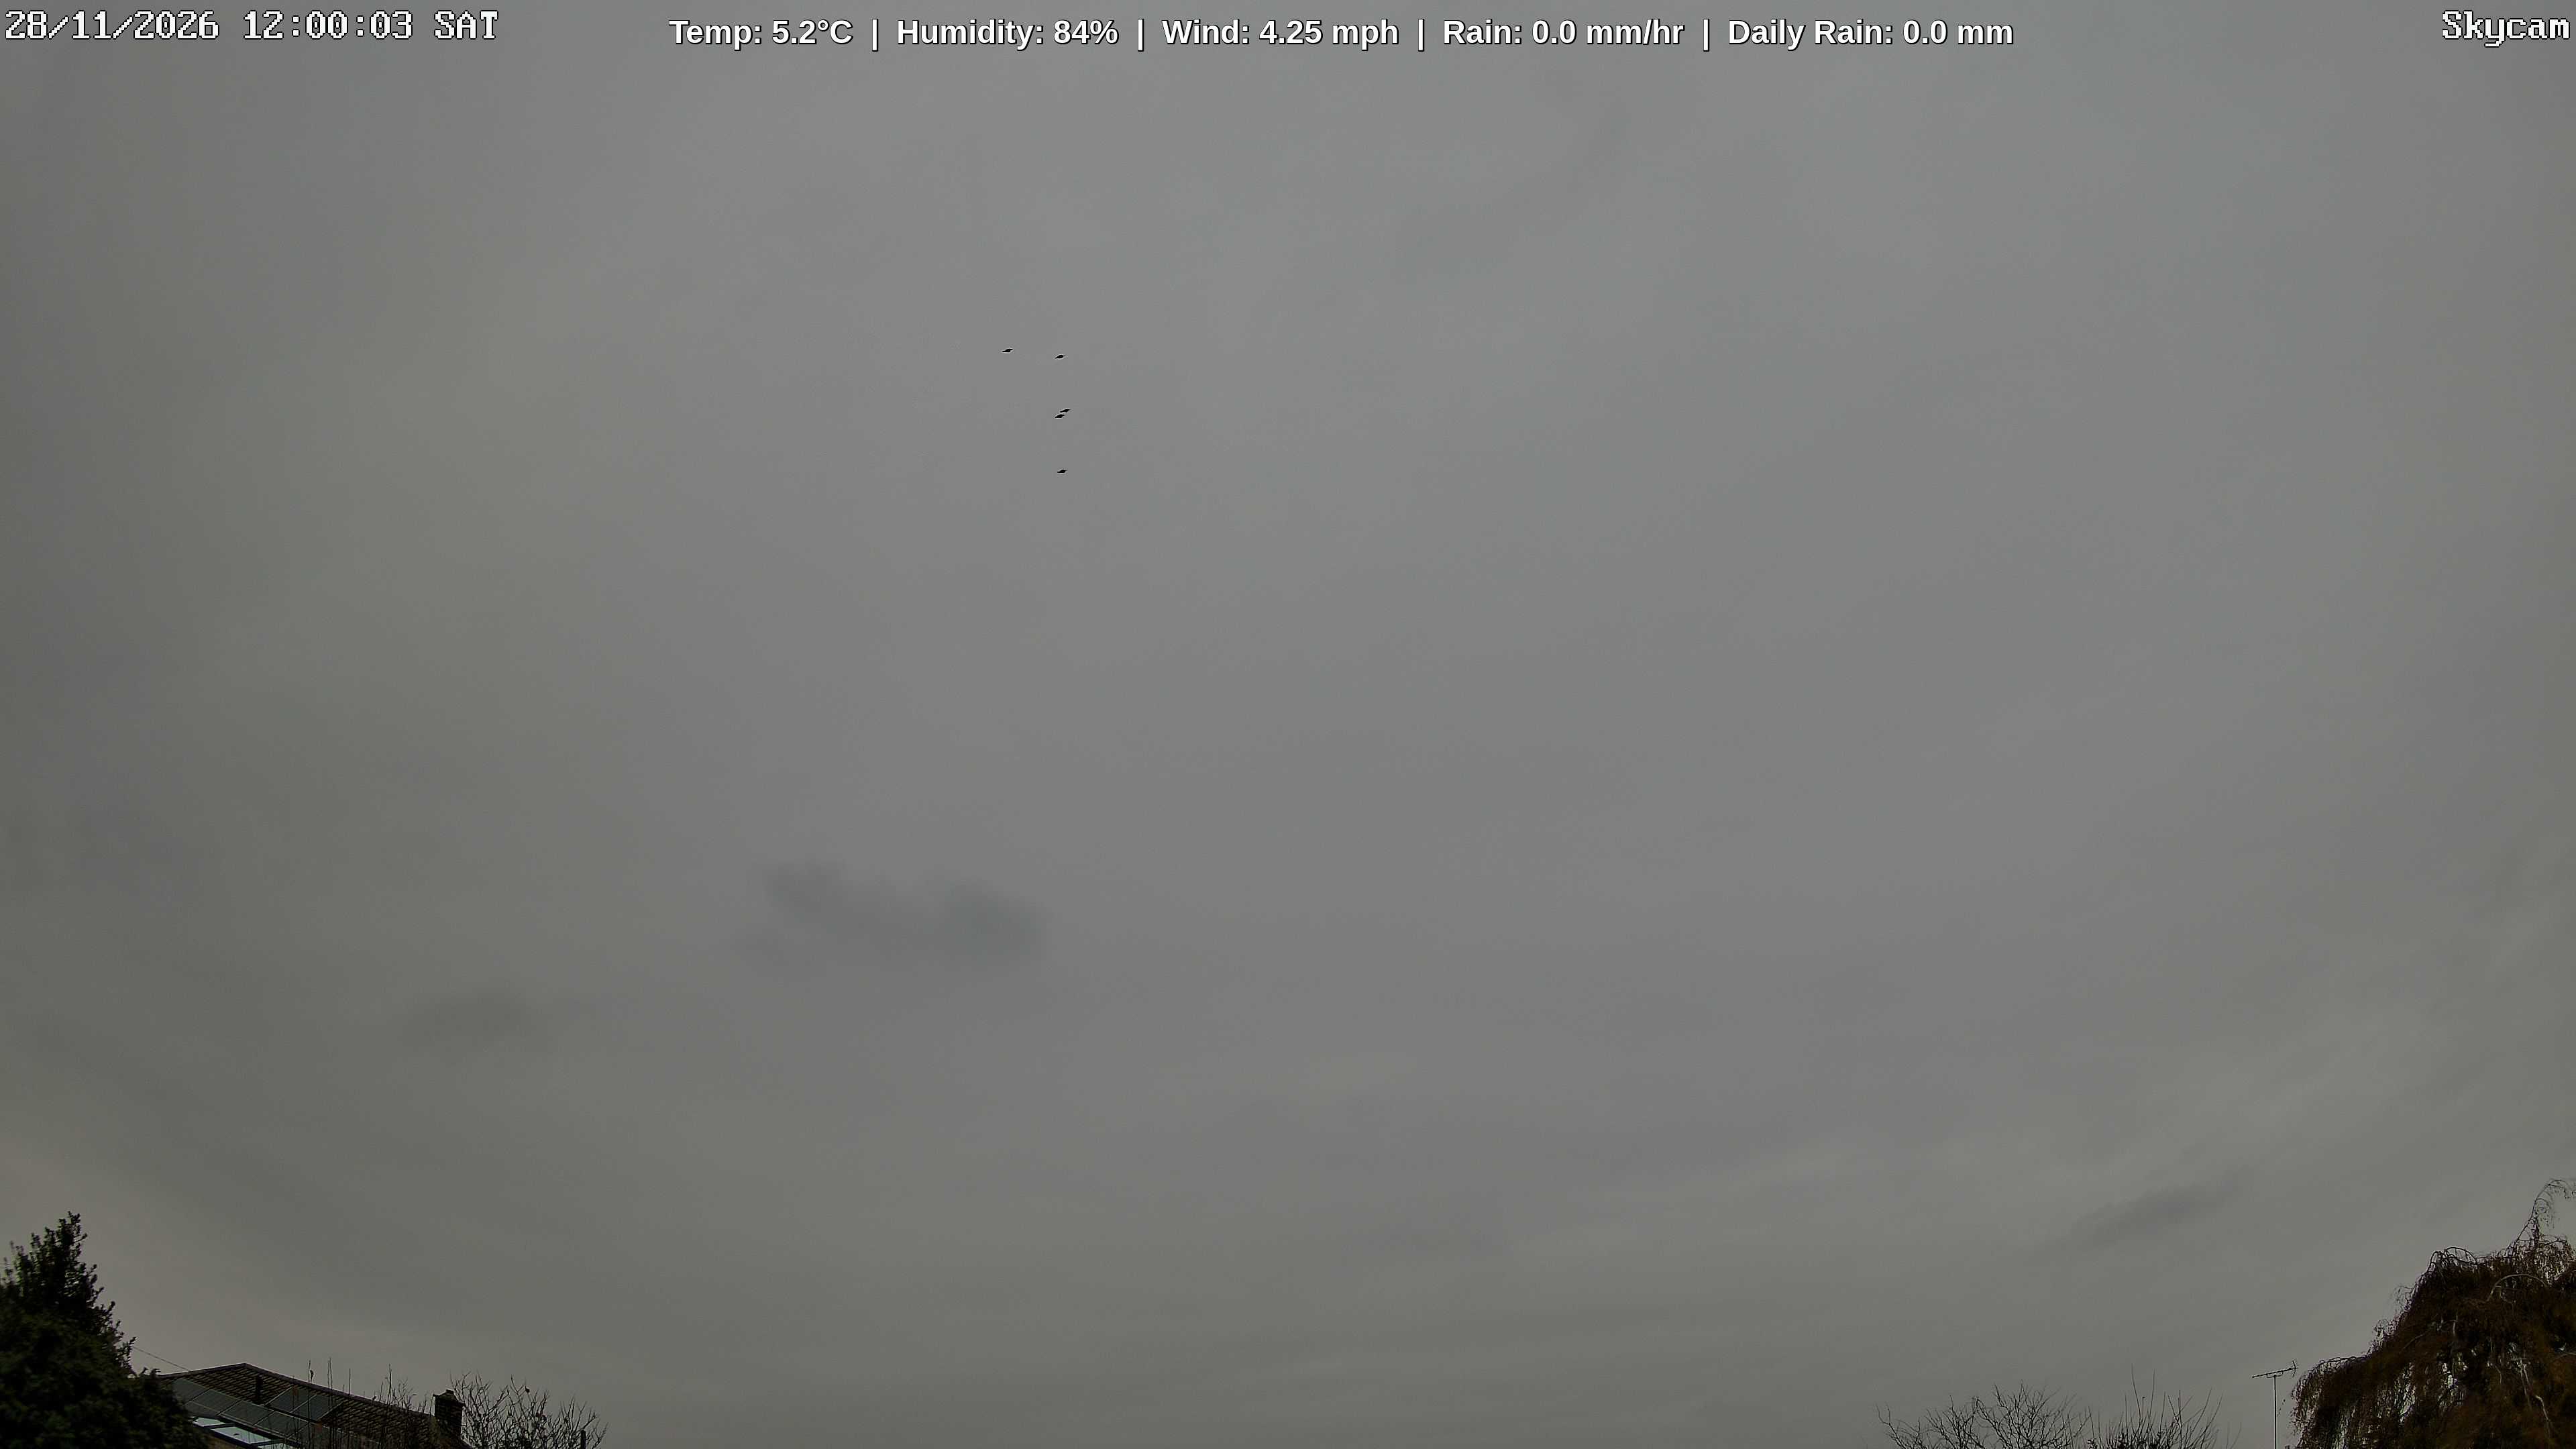 28/11/2026 12:00:03 SAT
Temp: 5.2°C | Humidity: 84% | Wind: 4.25 mph | Rain: 0.0 mm/hr | Daily Rain: 0.0 mm
Skycam